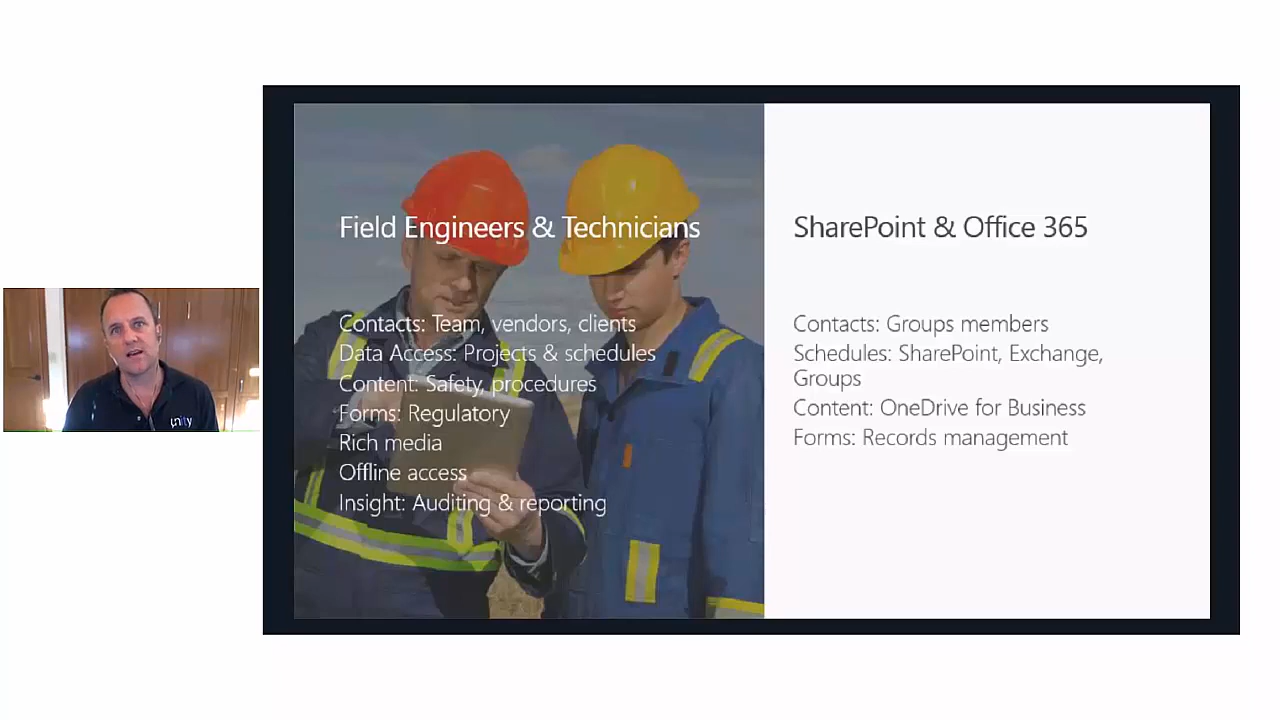 Field Engineers & Technicians
Contacts: Team, vendors, clients
Data Access: Projects & schedules
Content: Safety, procedures
Forms: Regulatory
Rich media
Offline access
Insight: Auditing & reporting
SharePoint & Office 365
Contacts: Groups members
Schedules: SharePoint, Exchange,
Groups
Content: OneDrive for Business
Forms: Records management
unity